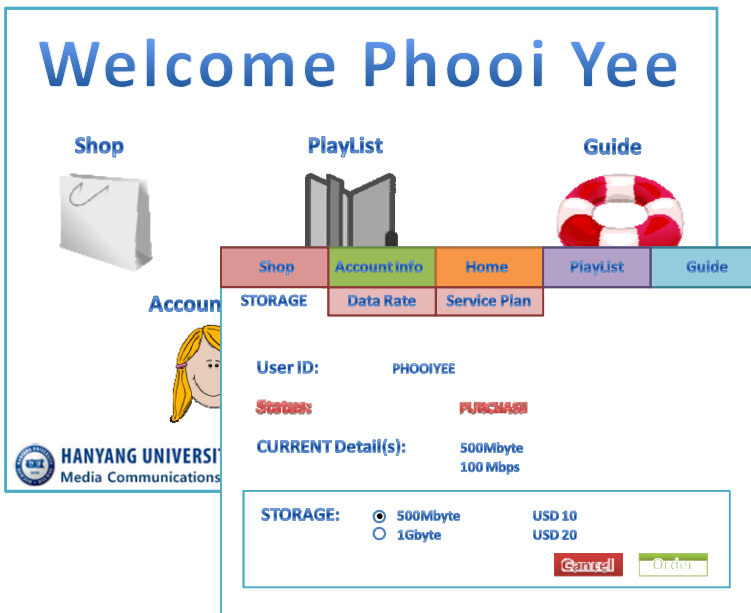 Welcome Phooi Yee
Shop PlayList Guide
Accoun
HANYANG UNIVERSI
Media Communications
Shop Account Info Home PlayList Guide
STORAGE Data Rate Service Plan
User ID: PHOOIYEE
Status: PURCHASE
CURRENT Detail(s): 500Mbyte
100 Mbps
STORAGE: 500Mbyte USD 10
1Gbyte USD 20
Cancel Order